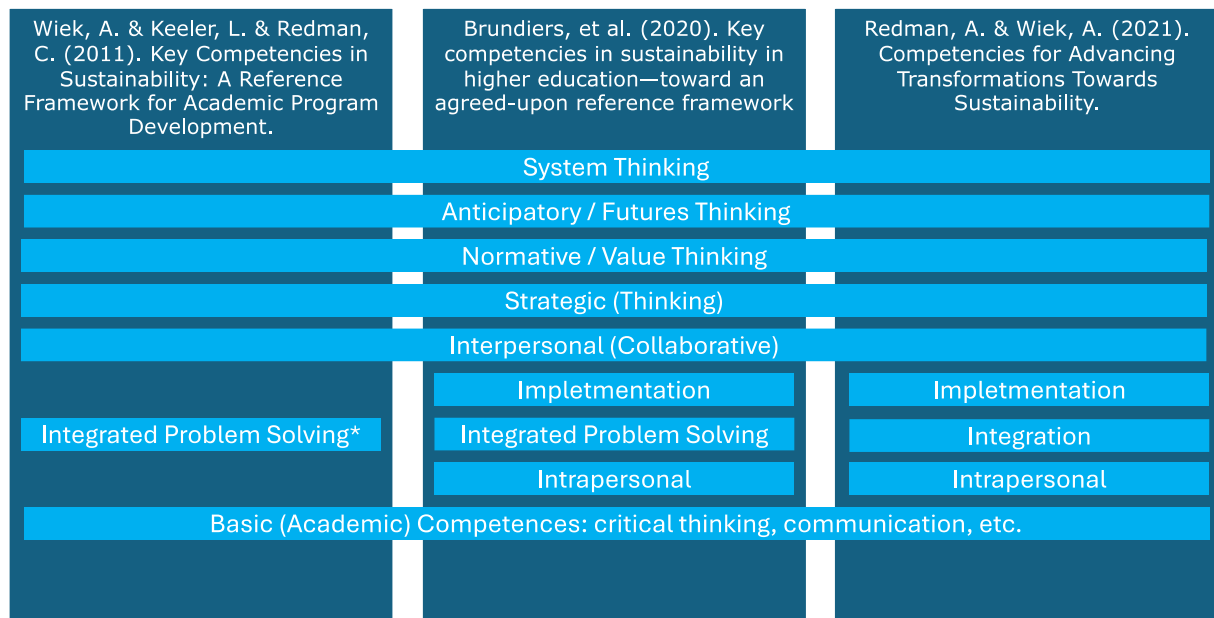 Wiek, A. & Keeler, L. & Redman,
C. (2011). Key Competencies in
Sustainability: A Reference
Framework for Academic Program
Development.
Brundiers, et al. (2020). Key
competencies in sustainability in
higher education—toward an
agreed-upon reference framework
Redman, A. & Wiek, A. (2021).
Competencies for Advancing
Transformations Towards
Sustainability.
System Thinking
Anticipatory / Futures Thinking
Normative / Value Thinking
Strategic (Thinking)
Interpersonal (Collaborative)
Impletmentation
Impletmentation
Integrated Problem Solving*
Integrated Problem Solving
Integration
Intrapersonal
Intrapersonal
Basic (Academic) Competences: critical thinking, communication, etc.